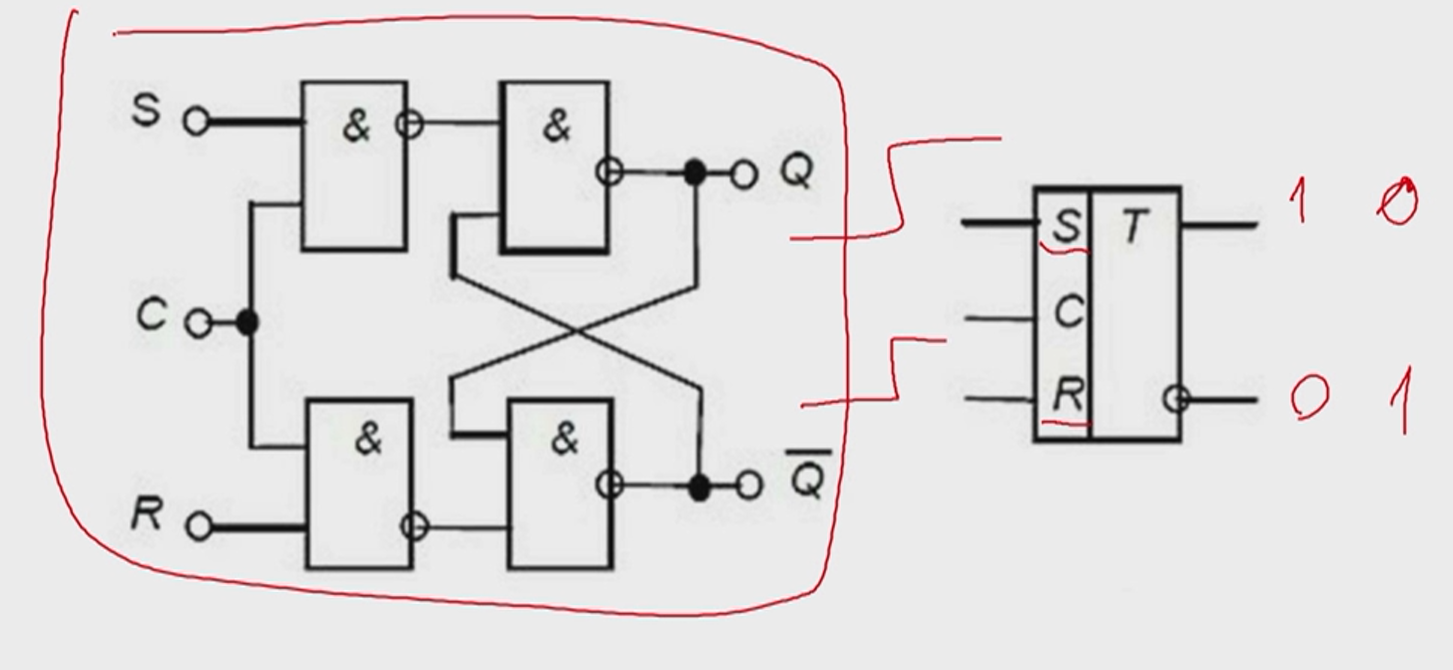 S & & Q
C
R & & Q̅
S T 1 0
C
R 0 1